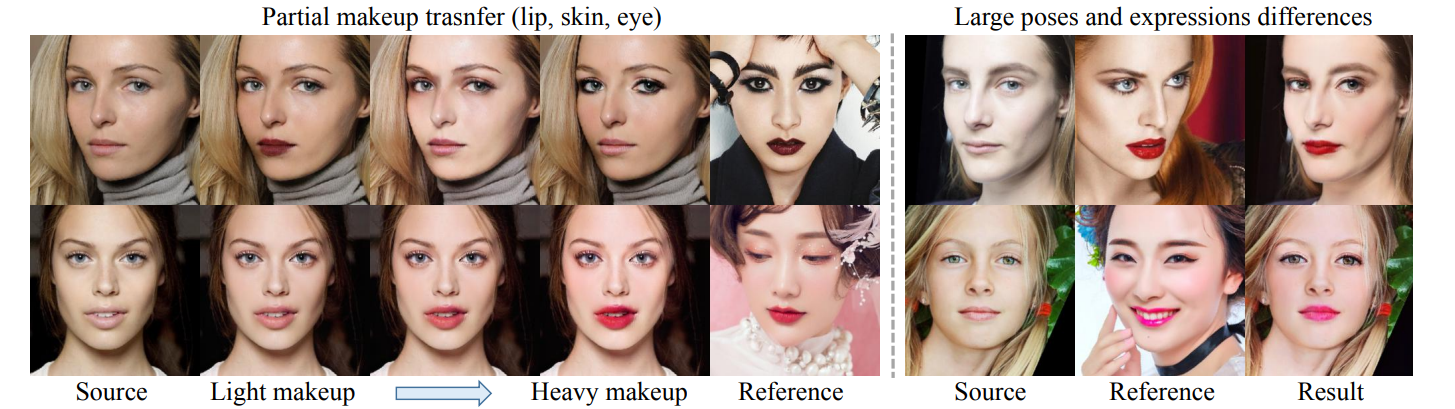 Partial makeup trasnfer (lip, skin, eye)
Large poses and expressions differences
Source
Light makeup
Heavy makeup
Reference
Source
Reference
Result